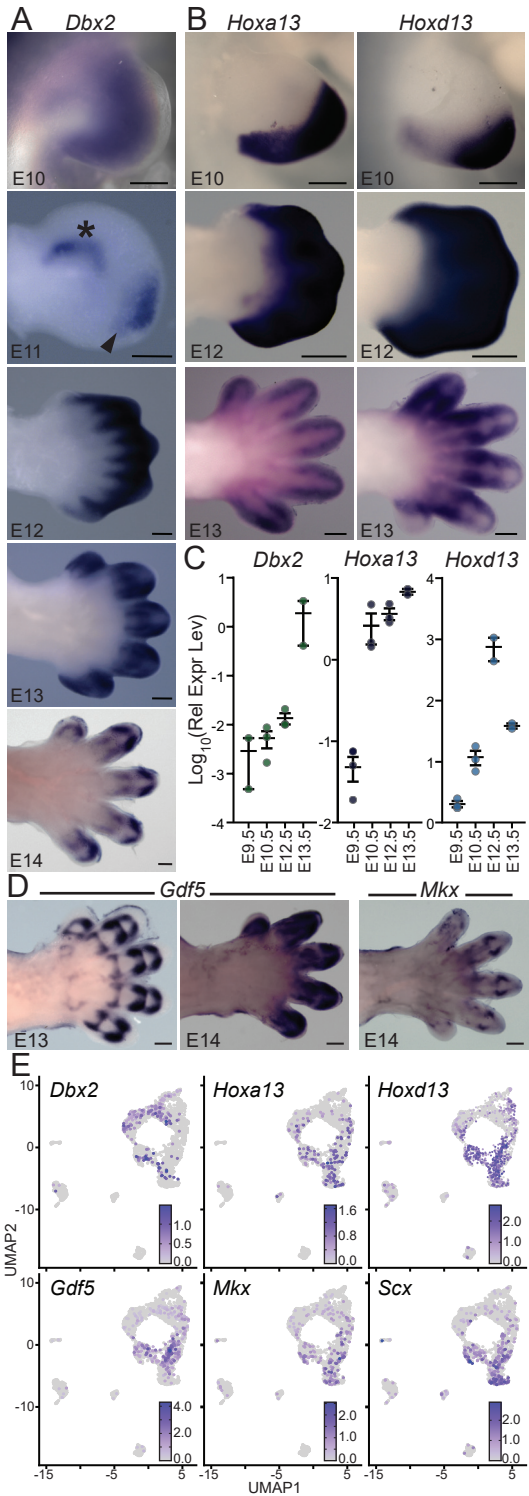 A Dbx2
B Hoxa13 Hoxd13
E10 E10 E10
*
E11
E12 E12
E12
E13 E13
C
Dbx2 Hoxa13 Hoxd13
Log10(Rel Expr Lev)
1
0
-1
-2
-3
-4
1
0
-1
-2
4
3
2
1
0
E9.5 E10.5 E12.5 E13.5
E9.5 E10.5 E12.5 E13.5
E9.5 E10.5 E12.5 E13.5
E13
E14
D
Gdf5 Mkx
E13 E14 E14
E
Dbx2 Hoxa13 Hoxd13
10
0
-10
1.0
0.5
0.0
1.6
0.8
0.0
2.0
1.0
0.0
UMAP2
Gdf5 Mkx Scx
10
0
-10
4.0
3.0
2.0
1.0
0.0
2.0
1.0
0.0
2.0
1.0
0.0
-15 -5 5 -15 -5 5 -15 -5 5
UMAP1